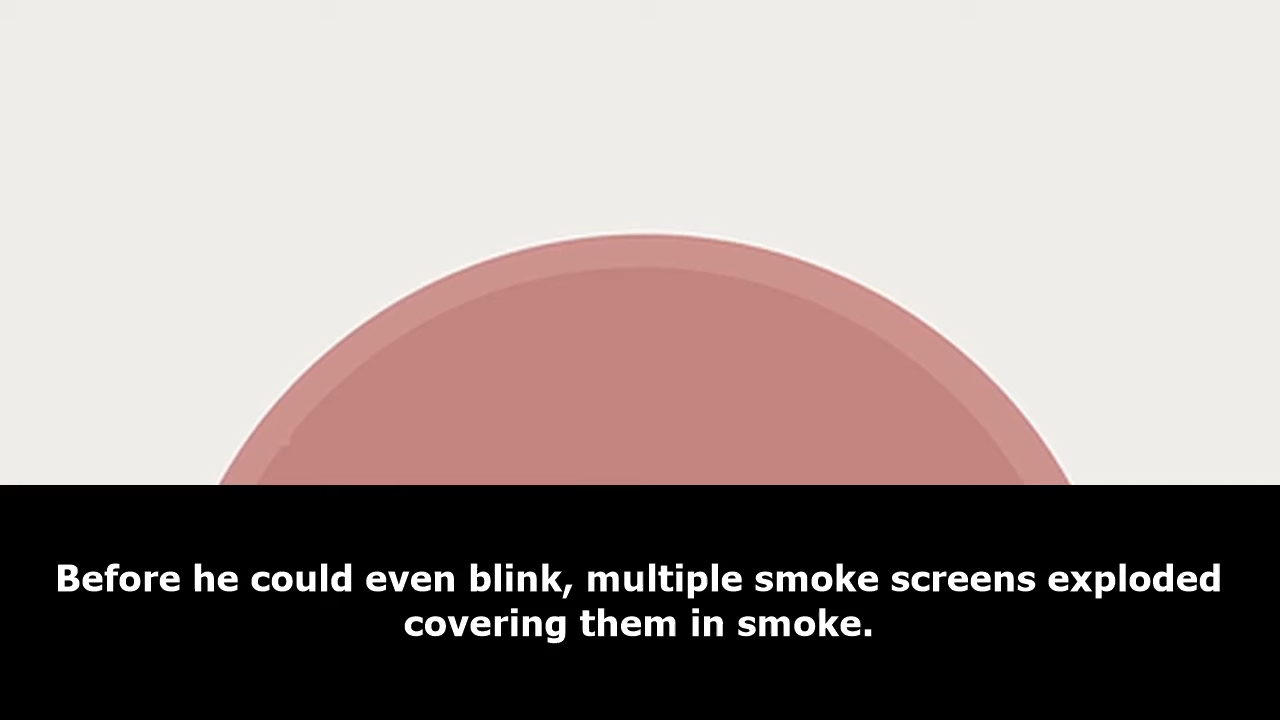 Before he could even blink, multiple smoke screens exploded
covering them in smoke.